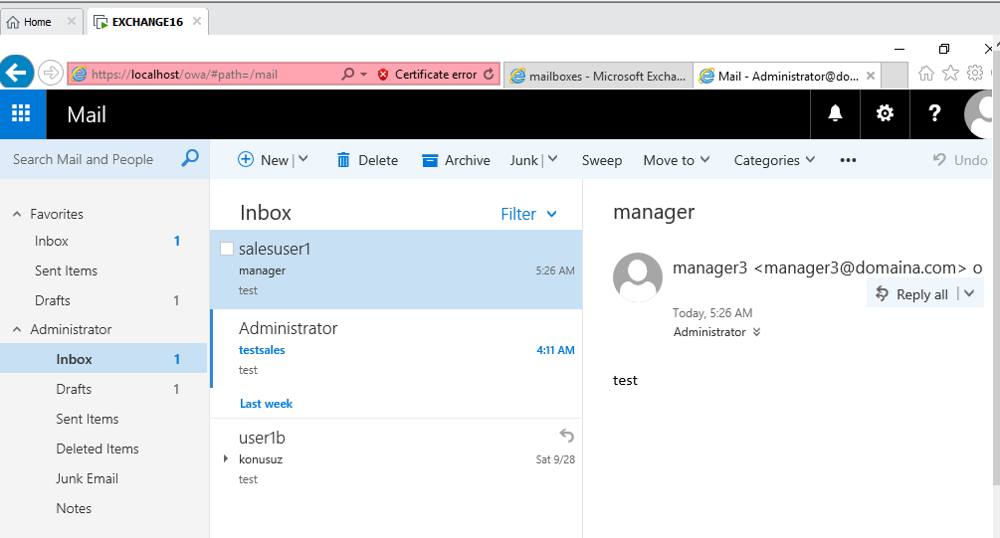 Home
EXCHANGE16
https://localhost/owa/#path=/mail
Certificate error
mailboxes - Microsoft Excha...
Mail - Administrator@do...
Mail
Search Mail and People
New
Delete
Archive
Junk
Sweep
Move to
Categories
Undo
Favorites
Inbox 1
Sent Items
Drafts 1
Administrator
Inbox 1
Drafts 1
Sent Items
Deleted Items
Junk Email
Notes
Inbox
Filter
salesuser1
manager 5:26 AM
test
Administrator
testsales 4:11 AM
test
Last week
user1b
konusuz Sat 9/28
test
manager
manager3 <manager3@domaina.com> o
Reply all
Today, 5:26 AM
Administrator
test